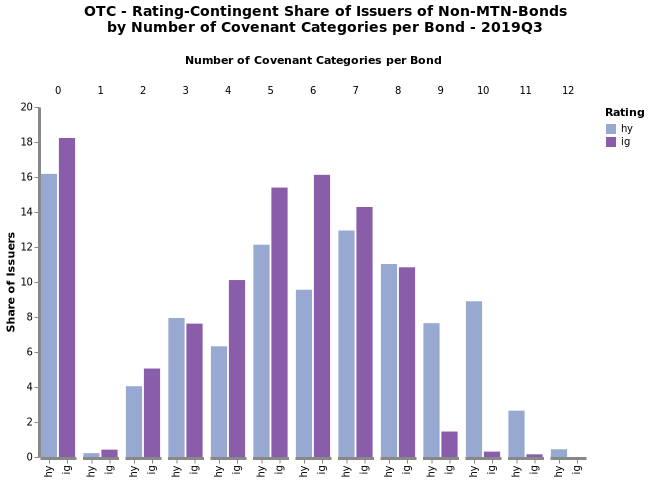 OTC - Rating-Contingent Share of Issuers of Non-MTN-Bonds
by Number of Covenant Categories per Bond - 2019Q3
Number of Covenant Categories per Bond
0 1 2 3 4 5 6 7 8 9 10 11 12
Rating
hy
ig
Share of Issuers
20
18
16
14
12
10
8
6
4
2
0
hy ig hy ig hy ig hy ig hy ig hy ig hy ig hy ig hy ig hy ig hy ig hy ig hy ig